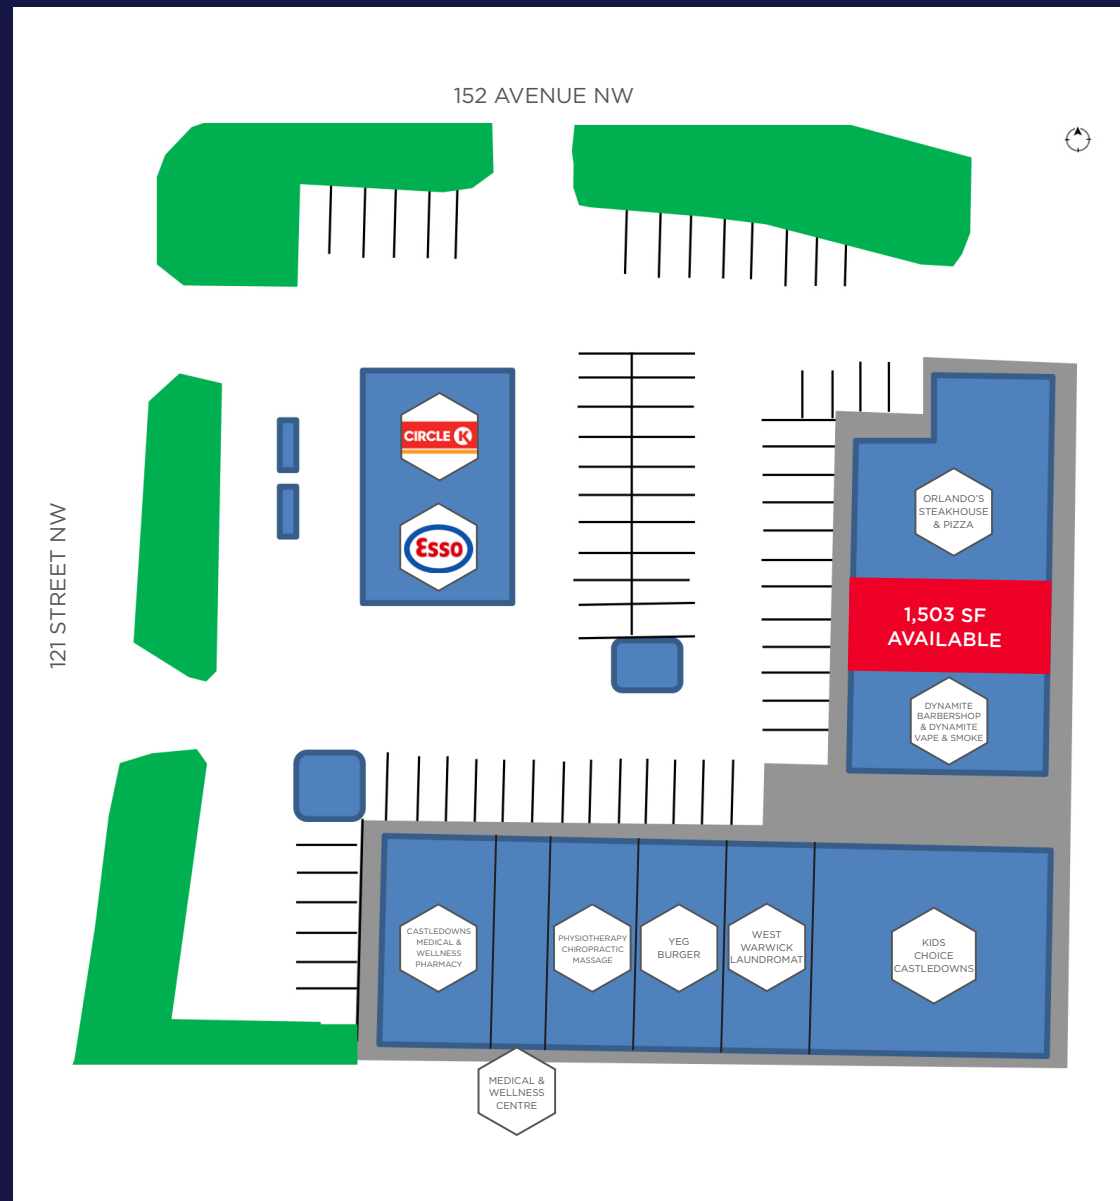 152 AVENUE NW
121 STREET NW
CIRCLE K
Esso
ORLANDO'S
STEAKHOUSE
& PIZZA
1,503 SF
AVAILABLE
DYNAMITE
BARBERSHOP
& DYNAMITE
VAPE & SMOKE
CASTLEDOWNS
MEDICAL &
WELLNESS
PHARMACY
PHYSIOTHERAPY
CHIROPRACTIC
MASSAGE
YEG
BURGER
WEST
WARWICK
LAUNDROMAT
KIDS
CHOICE
CASTLEDOWNS
MEDICAL &
WELLNESS
CENTRE